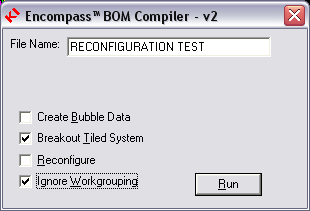 Encompass™ BOM Compiler - v2
File Name: RECONFIGURATION TEST
Create Bubble Data
Breakout Tiled System
Reconfigure
Ignore Workgrouping
Run